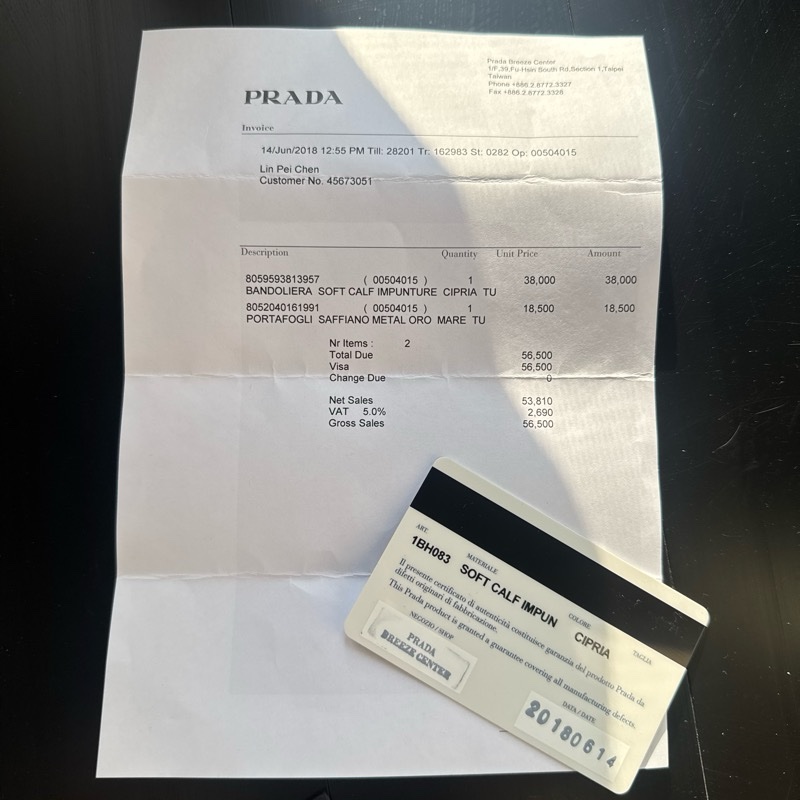 Prada Breeze Center
1/F,39,Fu-Hsin South Rd,Section 1,Taipei
Taiwan
Phone +886.2.8772.3327
Fax +886.2.8772.3328
PRADA
Invoice
14/Jun/2018 12:55 PM Till: 28201 Tr: 162983 St: 0282 Op: 00504015
Lin Pei Chen
Customer No. 45673051
Description Quantity Unit Price Amount
8059593813957 ( 00504015 ) 1 38,000 38,000
BANDOLIERA SOFT CALF IMPUNTURE CIPRIA TU
8052040161991 ( 00504015 ) 1 18,500 18,500
PORTAFOGLI SAFFIANO METAL ORO MARE TU
Nr Items : 2
Total Due 56,500
Visa 56,500
Change Due 0
Net Sales 53,810
VAT 5.0% 2,690
Gross Sales 56,500
ART. MATERIALE COLORE TAGLIA
1BH083 SOFT CALF IMPUN CIPRIA
Il presente certificato di autenticità costituisce garanzia del prodotto Prada da
difetti originari di fabbricazione.
This Prada product is granted a guarantee covering all manufacturing defects.
NEGOZIO / SHOP
PRADA
BREEZE CENTER
DATA / DATE
20180614